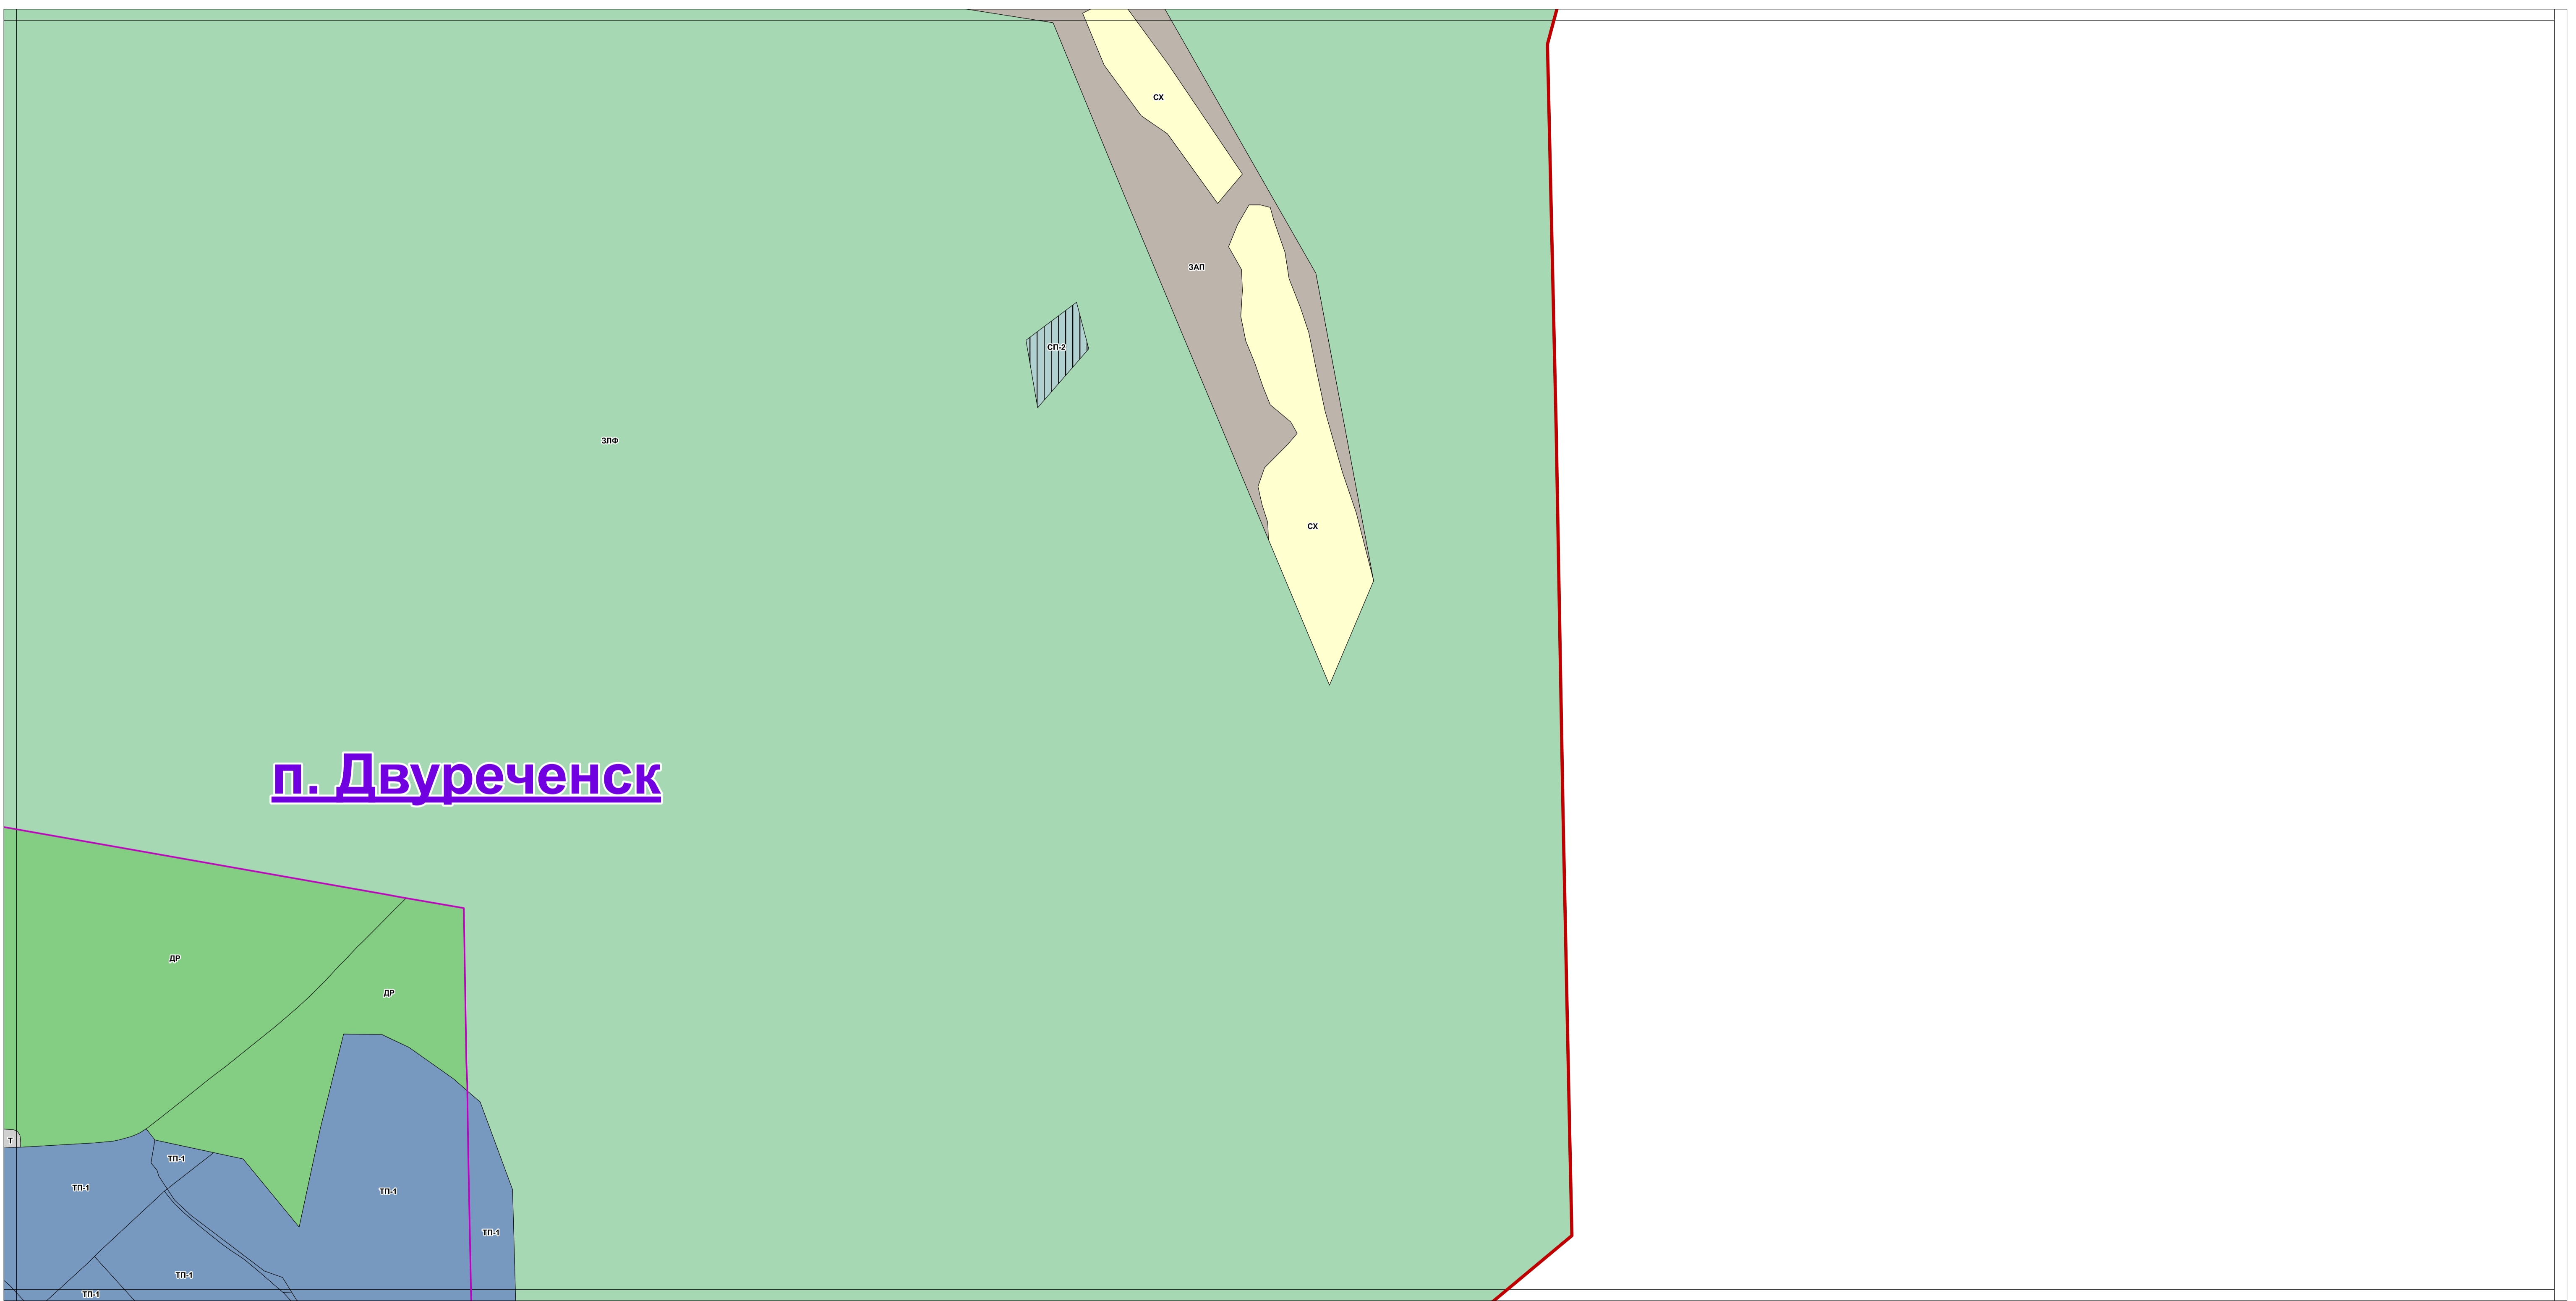 СХ
ЗАП
СП-2
ЗЛФ
СХ
п. Двуреченск
ДР
ДР
Т
ТП-1
ТП-1
ТП-1
ТП-1
ТП-1
ТП-1